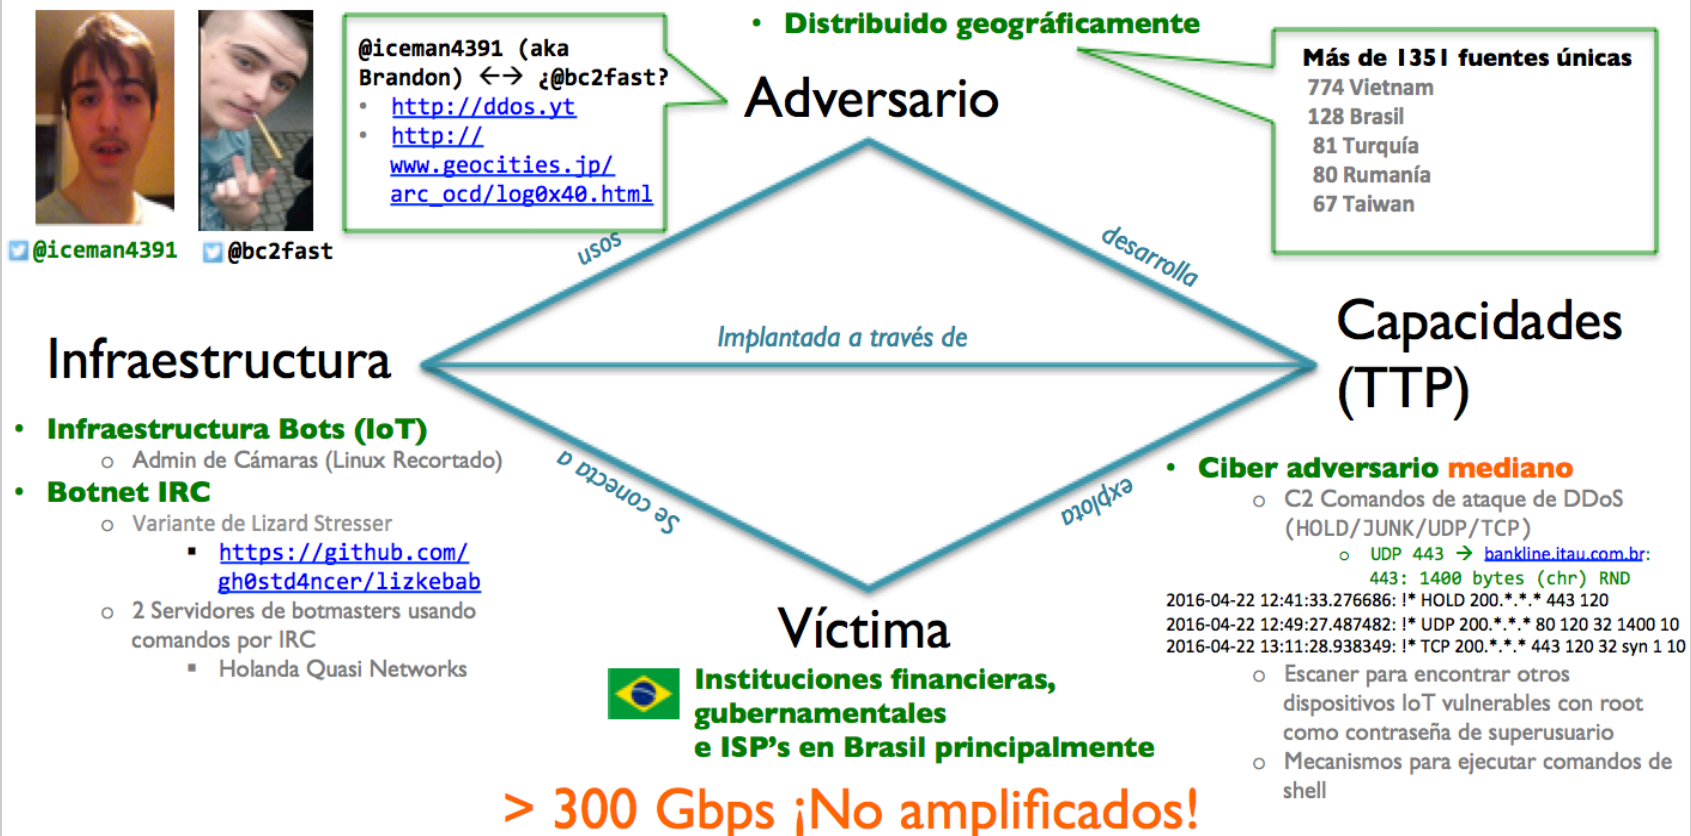 • Distribuido geográficamente
@iceman4391 (aka
Brandon) ←→ ¿@bc2fast?
• http://ddos.yt
• http://
www.geocities.jp/
arc_ocd/log0x40.html
@iceman4391
@bc2fast
Adversario
Más de 1351 fuentes únicas
774 Vietnam
128 Brasil
81 Turquía
80 Rumanía
67 Taiwan
usos
desarrolla
Implantada a través de
Se conecta a
explota
Infraestructura
• Infraestructura Bots (IoT)
o Admin de Cámaras (Linux Recortado)
• Botnet IRC
o Variante de Lizard Stresser
▪ https://github.com/
gh0std4ncer/lizkebab
o 2 Servidores de botmasters usando
comandos por IRC
▪ Holanda Quasi Networks
Capacidades
(TTP)
• Ciber adversario mediano
o C2 Comandos de ataque de DDoS
(HOLD/JUNK/UDP/TCP)
o UDP 443 → bankline.itau.com.br:
443: 1400 bytes (chr) RND
2016-04-22 12:41:33.276686: !* HOLD 200.*.*.* 443 120
2016-04-22 12:49:27.487482: !* UDP 200.*.*.* 80 120 32 1400 10
2016-04-22 13:11:28.938349: !* TCP 200.*.*.* 443 120 32 syn 1 10
o Escaner para encontrar otros
dispositivos IoT vulnerables con root
como contraseña de superusuario
o Mecanismos para ejecutar comandos de
shell
Víctima
Instituciones financieras,
gubernamentales
e ISP's en Brasil principalmente
> 300 Gbps ¡No amplificados!